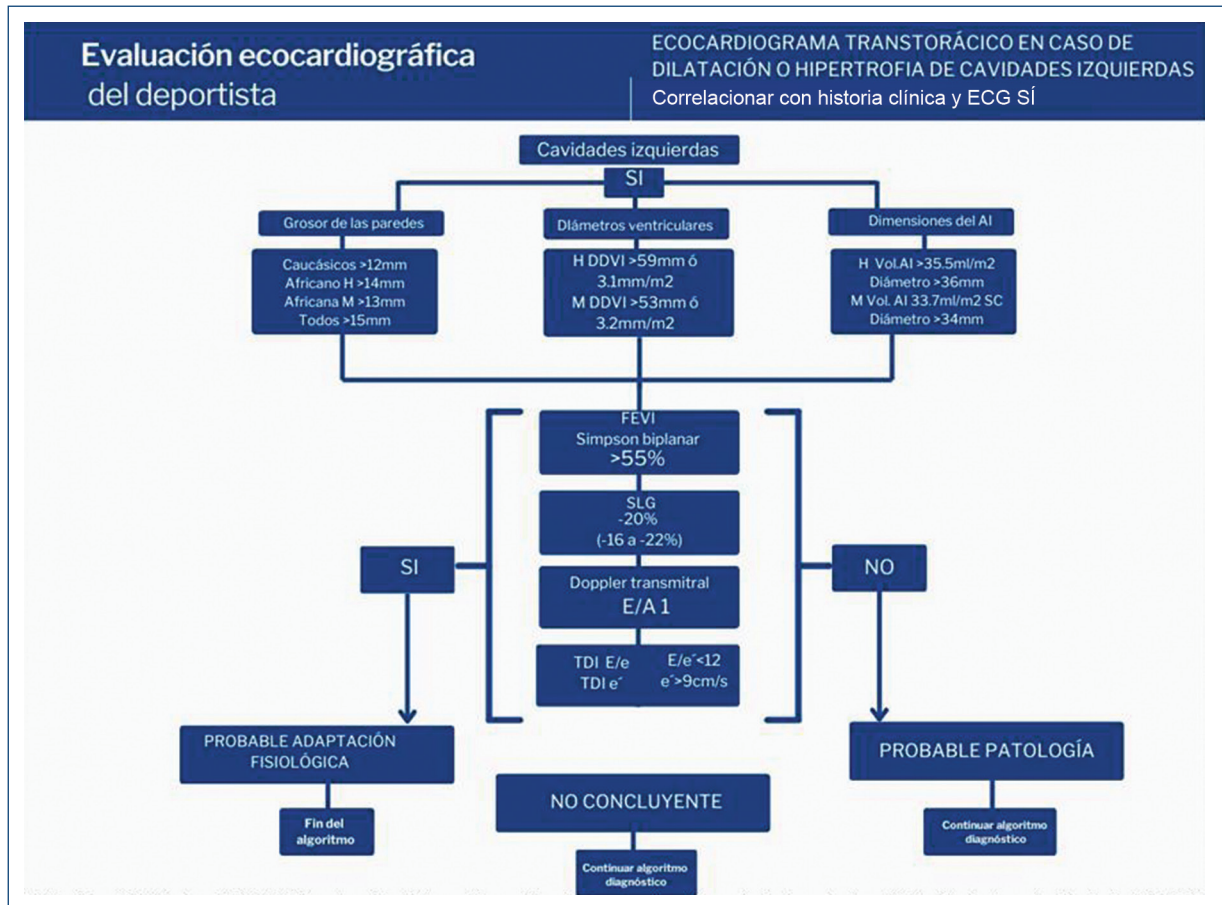 Evaluación ecocardiográfica
del deportista
ECOCARDIOGRAMA TRANSTORÁCICO EN CASO DE
DILATACIÓN O HIPERTROFIA DE CAVIDADES IZQUIERDAS
Correlacionar con historia clínica y ECG SÍ
Cavidades izquierdas
SI
Grosor de las paredes
Caucásicos >12mm
Africano H >14mm
Africana M >13mm
Todos >15mm
DIámetros ventriculares
H DDVI >59mm ó
3.1mm/m2
M DDVI >53mm ó
3.2mm/m2
Dimensiones del AI
H Vol.AI >35.5ml/m2
Diámetro >36mm
M Vol. AI 33.7ml/m2 SC
Diámetro >34mm
FEVI
Simpson biplanar
>55%
SLG
-20%
(-16 a -22%)
Doppler transmitral
E/A 1
TDI E/e E/e´<12
TDI e´ e´>9cm/s
SI
NO
PROBABLE ADAPTACIÓN
FISIOLÓGICA
Fin del
algoritmo
NO CONCLUYENTE
Continuar algoritmo
diagnóstico
PROBABLE PATOLOGÍA
Continuar algoritmo
diagnóstico